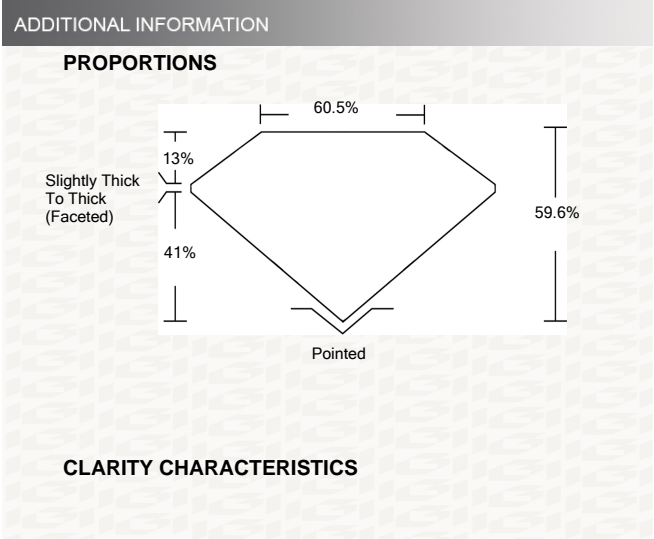 ADDITIONAL INFORMATION
PROPORTIONS
60.5%
13%
Slightly Thick
To Thick
(Faceted)
59.6%
41%
Pointed
CLARITY CHARACTERISTICS